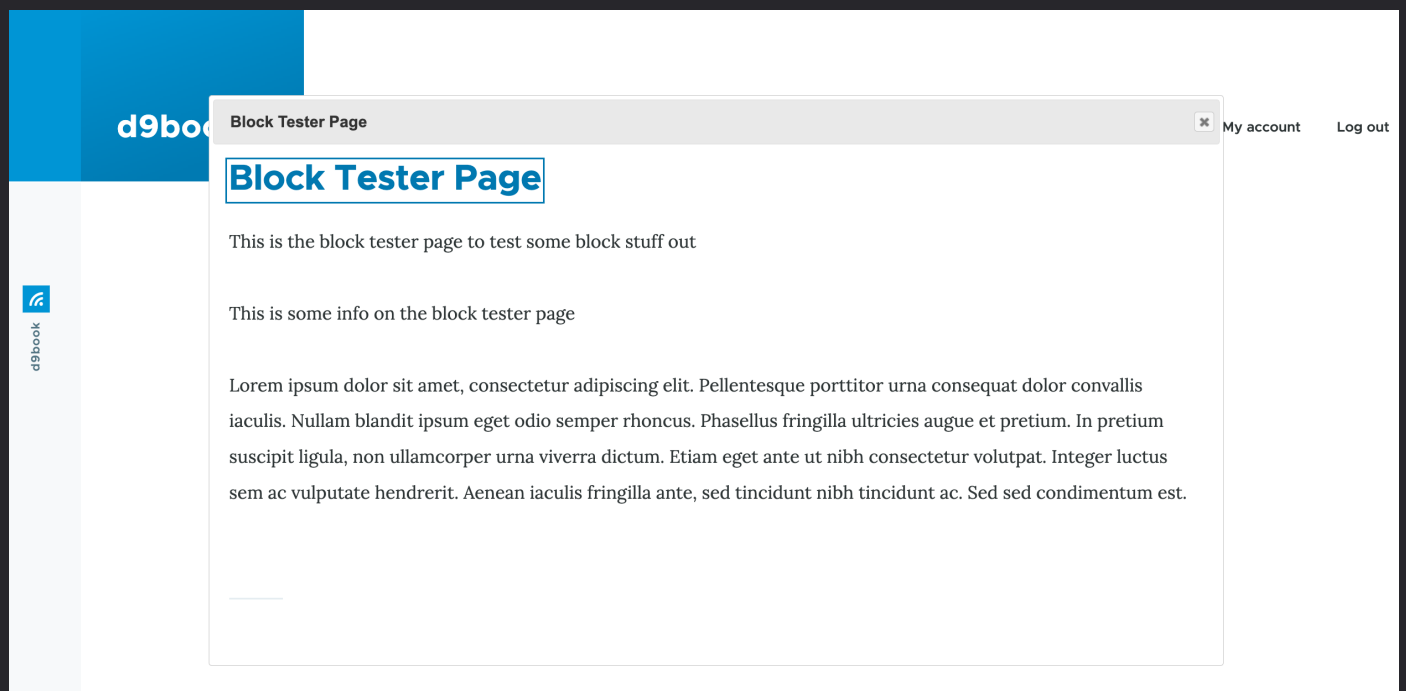 d9boo
Block Tester Page
My account
Log out
Block Tester Page
This is the block tester page to test some block stuff out
d9book
This is some info on the block tester page
Lorem ipsum dolor sit amet, consectetur adipiscing elit. Pellentesque porttitor urna consequat dolor convallis
iaculis. Nullam blandit ipsum eget odio semper rhoncus. Phasellus fringilla ultricies augue et pretium. In pretium
suscipit ligula, non ullamcorper urna viverra dictum. Etiam eget ante ut nibh consectetur volutpat. Integer luctus
sem ac vulputate hendrerit. Aenean iaculis fringilla ante, sed tincidunt nibh tincidunt ac. Sed sed condimentum est.